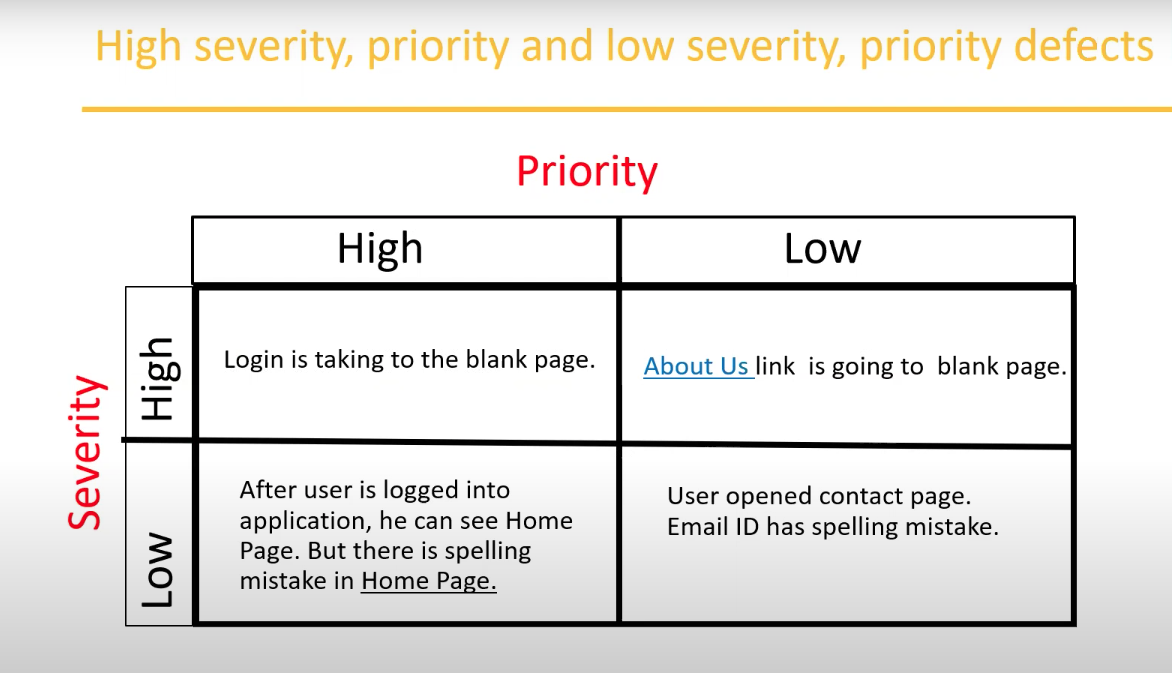 High severity, priority and low severity, priority defects
Priority
High
Low
Severity
High
Login is taking to the blank page.
About Us link is going to blank page.
Low
After user is logged into
application, he can see Home
Page. But there is spelling
mistake in Home Page.
User opened contact page.
Email ID has spelling mistake.